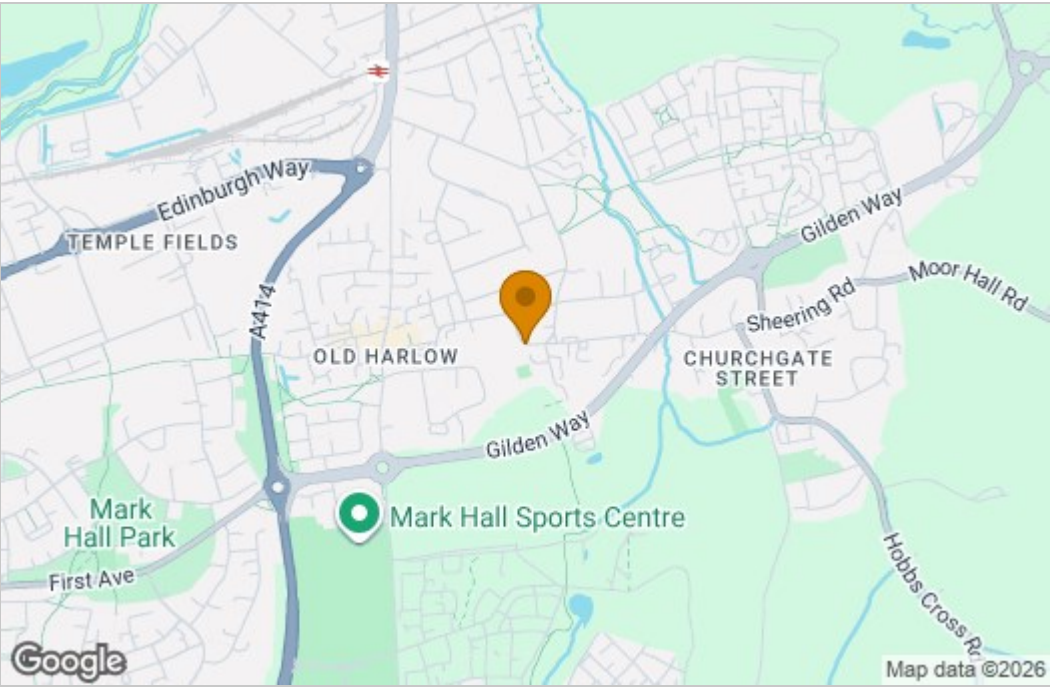 Edinburgh Way
TEMPLE FIELDS
A414
Gilden Way
Moor Hall Rd
Sheering Rd
OLD HARLOW
CHURCHGATE
STREET
Gilden Way
Mark
Hall Park
Mark Hall Sports Centre
First Ave
Hobbs Cross Rd
Google
Map data ©2026